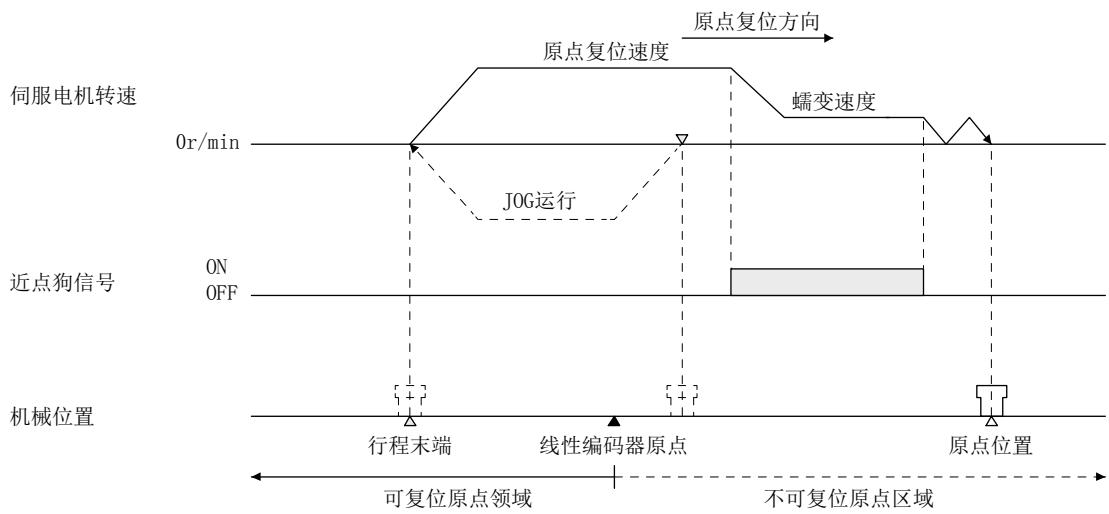 原点复位方向
原点复位速度
伺服电机转速
蠕变速度
0r/min
JOG运行
ON
近点狗信号
OFF
机械位置
行程末端
线性编码器原点
原点位置
可复位原点领域
不可复位原点区域